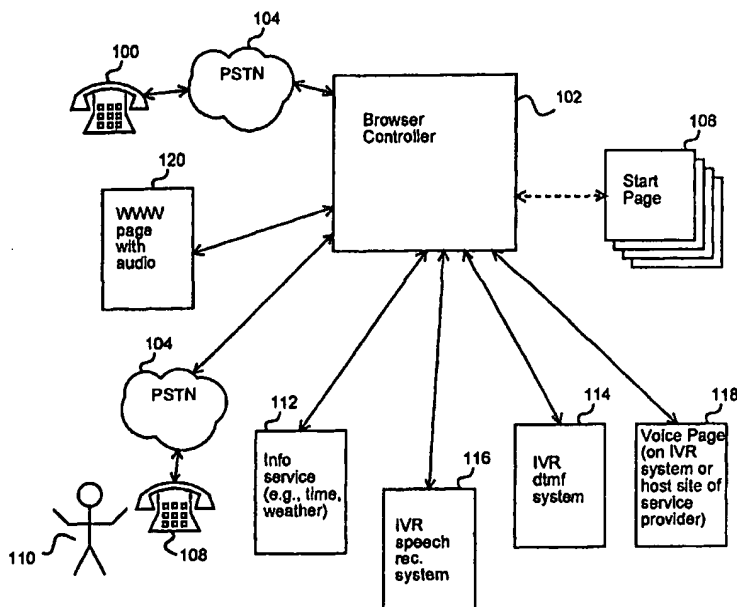 104
100
PSTN
102
Browser
Controller
108
Start
Page
120
WWW
page
with
audio
104
PSTN
112
Info
service
(e.g., time,
weather)
116
IVR
speech
rec.
system
114
IVR
dtmf
system
118
Voice Page
(on IVR
system or
host site of
service
provider)
110
108